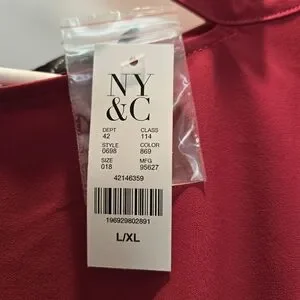 NY
&C
DEPT CLASS
42 114
STYLE COLOR
0698 869
SIZE MFG
018 95627
42146359
196929802891
L/XL